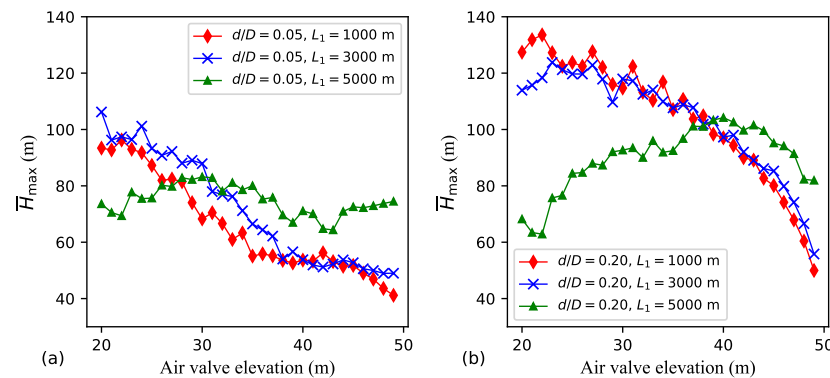 140
120
100
80
60
40
H̅max (m)
d/D = 0.05, L1 = 1000 m
d/D = 0.05, L1 = 3000 m
d/D = 0.05, L1 = 5000 m
20 30 40 50
(a)
Air valve elevation (m)
140
120
100
80
60
40
H̅max (m)
d/D = 0.20, L1 = 1000 m
d/D = 0.20, L1 = 3000 m
d/D = 0.20, L1 = 5000 m
20 30 40 50
(b)
Air valve elevation (m)